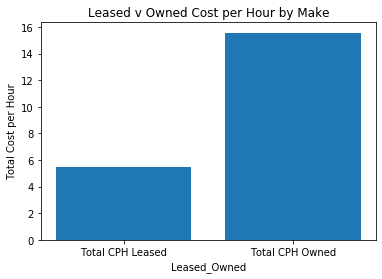 Leased v Owned Cost per Hour by Make
Total Cost per Hour
16
14
12
10
8
6
4
2
0
Total CPH Leased
Total CPH Owned
Leased_Owned